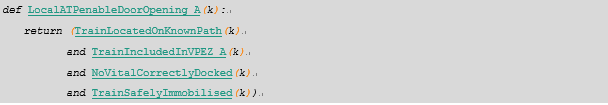 def LocalATPenableDoorOpening_A(k):
return (TrainLocatedOnKnownPath(k)
and TrainIncludedInVPEZ_A(k)
and NoVitalCorrectlyDocked(k)
and TrainSafelyImmobilised(k))